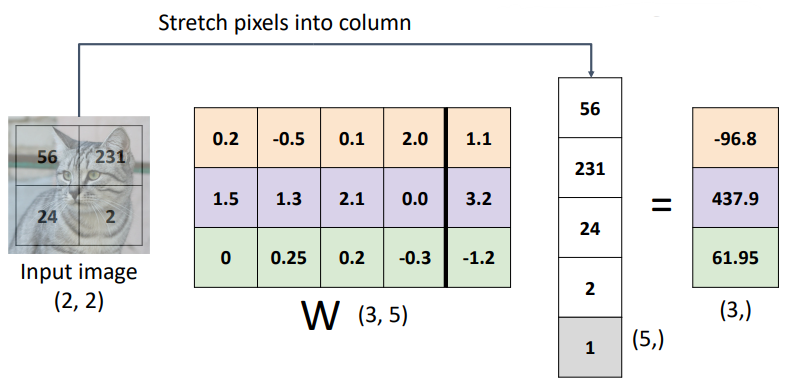 Stretch pixels into column
56 231
24 2
Input image
(2, 2)
0.2 -0.5 0.1 2.0 1.1
1.5 1.3 2.1 0.0 3.2
0 0.25 0.2 -0.3 -1.2
W (3, 5)
56
231
24
2
1
(5,)
=
-96.8
437.9
61.95
(3,)